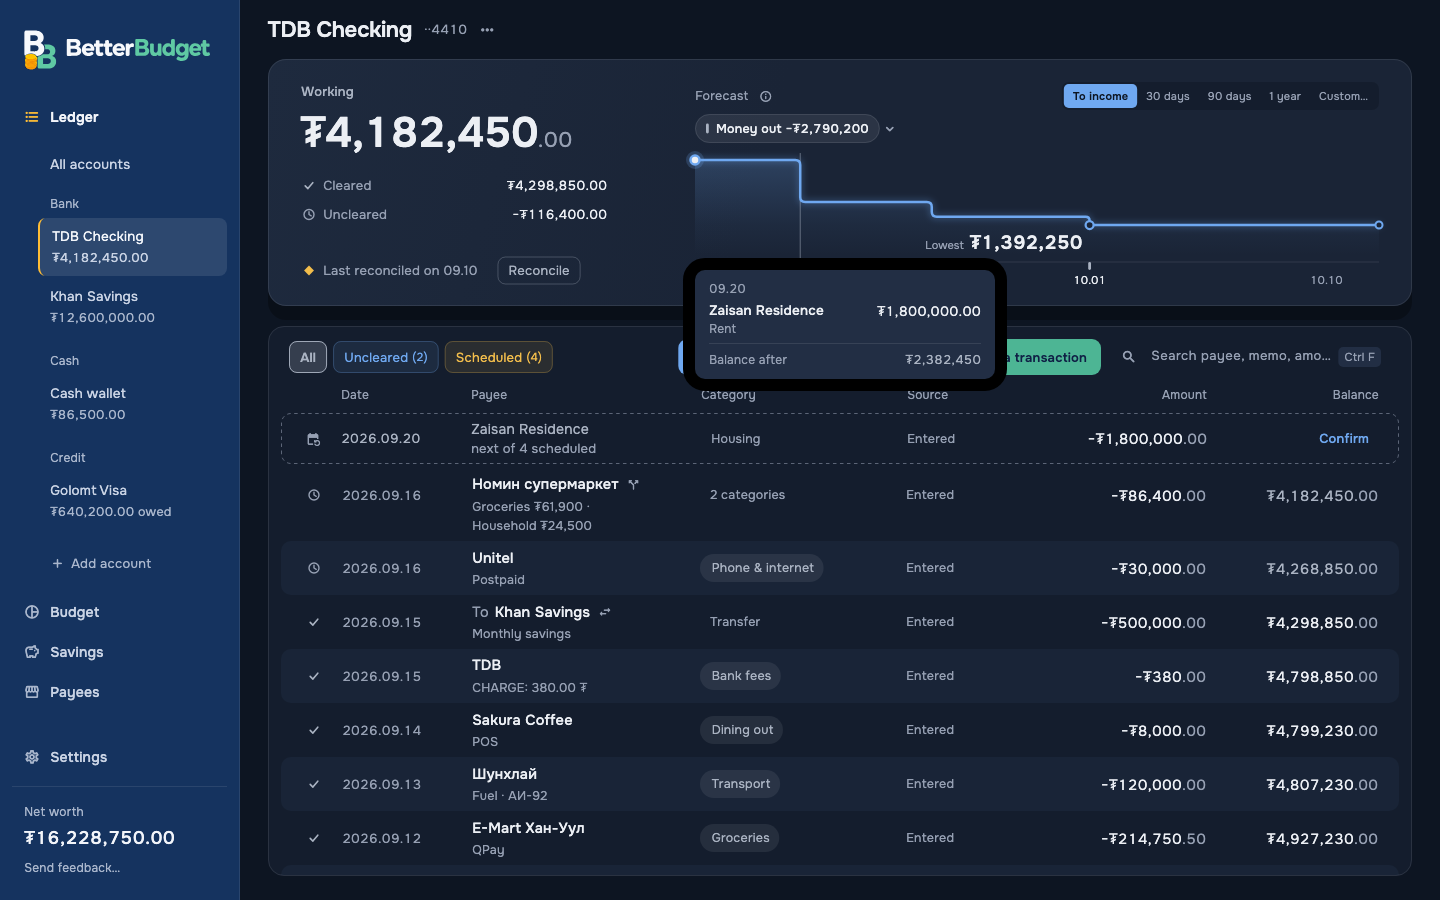 BetterBudget
Ledger
All accounts
Bank
TDB Checking
₮4,182,450.00
Khan Savings
₮12,600,000.00
Cash
Cash wallet
₮86,500.00
Credit
Golomt Visa
₮640,200.00 owed
+ Add account
Budget
Savings
Payees
Settings
Net worth
₮16,228,750.00
Send feedback...
TDB Checking ··4410 ···
Working
₮4,182,450.00
Cleared ₮4,298,850.00
Uncleared -₮116,400.00
Last reconciled on 09.10 Reconcile
Forecast
To income 30 days 90 days 1 year Custom...
Money out -₮2,790,200
Lowest ₮1,392,250
10.01 10.10
09.20
Zaisan Residence ₮1,800,000.00
Rent
Balance after ₮2,382,450
All Uncleared (2) Scheduled (4) transaction Search payee, memo, amo... Ctrl F
Date Payee Category Source Amount Balance
2026.09.20 Zaisan Residence Housing Entered -₮1,800,000.00 Confirm
next of 4 scheduled
2026.09.16 Номин супермаркет 2 categories Entered -₮86,400.00 ₮4,182,450.00
Groceries ₮61,900 ·
Household ₮24,500
2026.09.16 Unitel Phone & internet Entered -₮30,000.00 ₮4,268,850.00
Postpaid
2026.09.15 To Khan Savings Transfer Entered -₮500,000.00 ₮4,298,850.00
Monthly savings
2026.09.15 TDB Bank fees Entered -₮380.00 ₮4,798,850.00
CHARGE: 380.00 ₮
2026.09.14 Sakura Coffee Dining out Entered -₮8,000.00 ₮4,799,230.00
POS
2026.09.13 Шунхлай Transport Entered -₮120,000.00 ₮4,807,230.00
Fuel · АИ-92
2026.09.12 E-Mart Хан-Уул Groceries Entered -₮214,750.50 ₮4,927,230.00
QPay